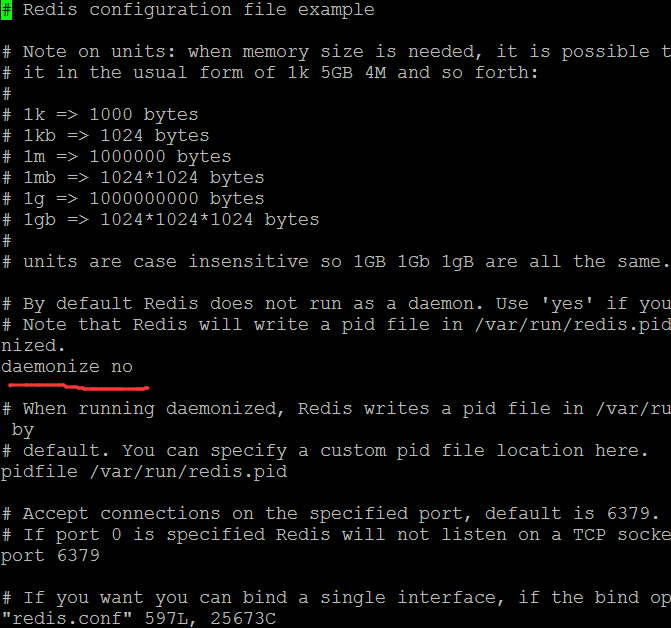 # Redis configuration file example
# Note on units: when memory size is needed, it is possible t
# it in the usual form of 1k 5GB 4M and so forth:
#
# 1k => 1000 bytes
# 1kb => 1024 bytes
# 1m => 1000000 bytes
# 1mb => 1024*1024 bytes
# 1g => 1000000000 bytes
# 1gb => 1024*1024*1024 bytes
#
# units are case insensitive so 1GB 1Gb 1gB are all the same.
# By default Redis does not run as a daemon. Use 'yes' if you
# Note that Redis will write a pid file in /var/run/redis.pid
nized.
daemonize no
# When running daemonized, Redis writes a pid file in /var/ru
by
# default. You can specify a custom pid file location here.
pidfile /var/run/redis.pid
# Accept connections on the specified port, default is 6379.
# If port 0 is specified Redis will not listen on a TCP socke
port 6379
# If you want you can bind a single interface, if the bind op
"redis.conf" 597L, 25673C